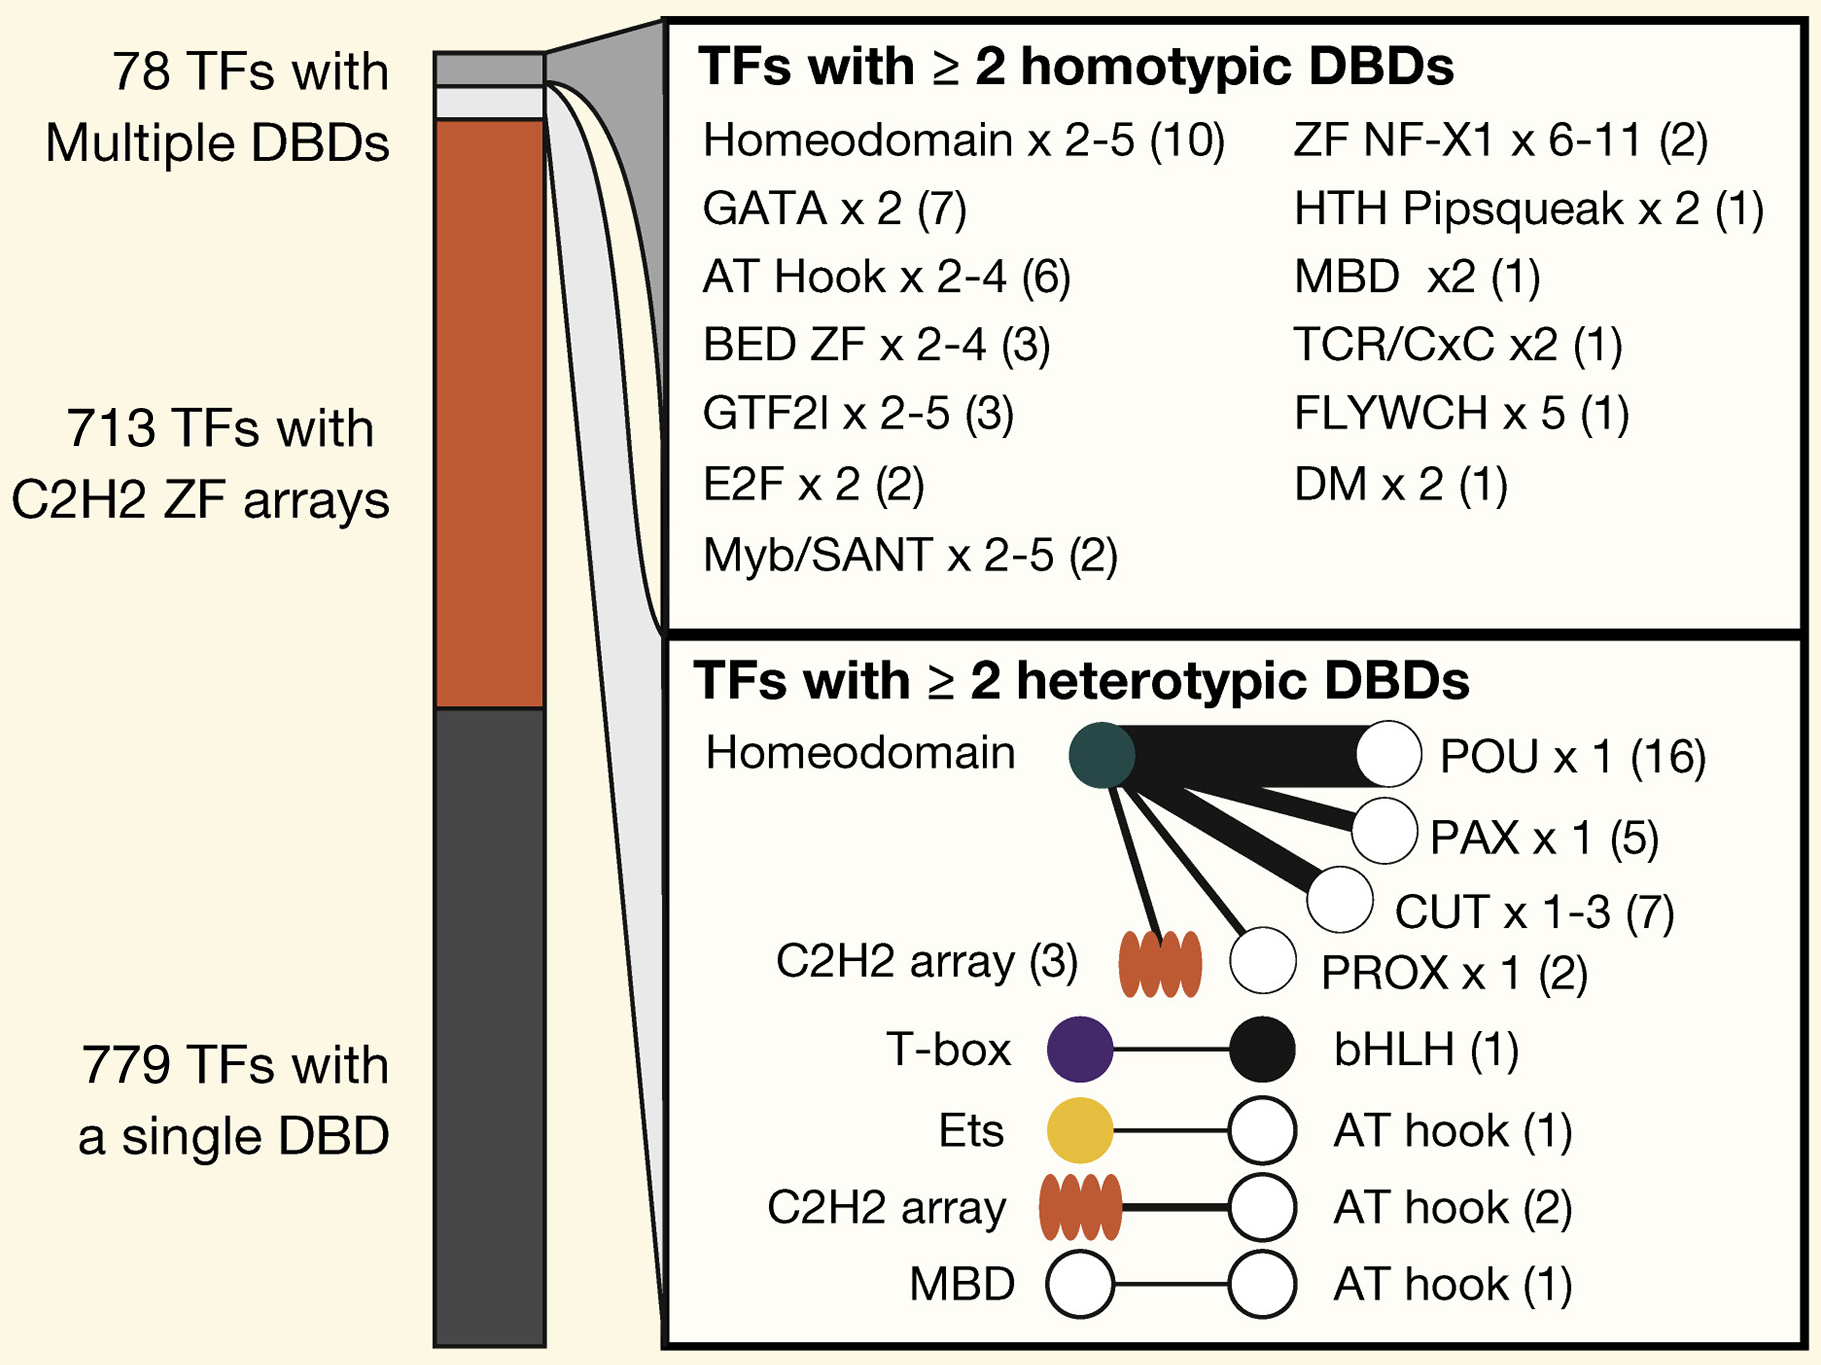 78 TFs with
Multiple DBDs
713 TFs with
C2H2 ZF arrays
779 TFs with
a single DBD
TFs with ≥ 2 homotypic DBDs
Homeodomain x 2-5 (10)
GATA x 2 (7)
AT Hook x 2-4 (6)
BED ZF x 2-4 (3)
GTF2I x 2-5 (3)
E2F x 2 (2)
Myb/SANT x 2-5 (2)
ZF NF-X1 x 6-11 (2)
HTH Pipsqueak x 2 (1)
MBD  x2 (1)
TCR/CxC x2 (1)
FLYWCH x 5 (1)
DM x 2 (1)
TFs with ≥ 2 heterotypic DBDs
Homeodomain
POU x 1 (16)
PAX x 1 (5)
CUT x 1-3 (7)
C2H2 array (3)
PROX x 1 (2)
T-box
bHLH (1)
Ets
AT hook (1)
C2H2 array
AT hook (2)
MBD
AT hook (1)